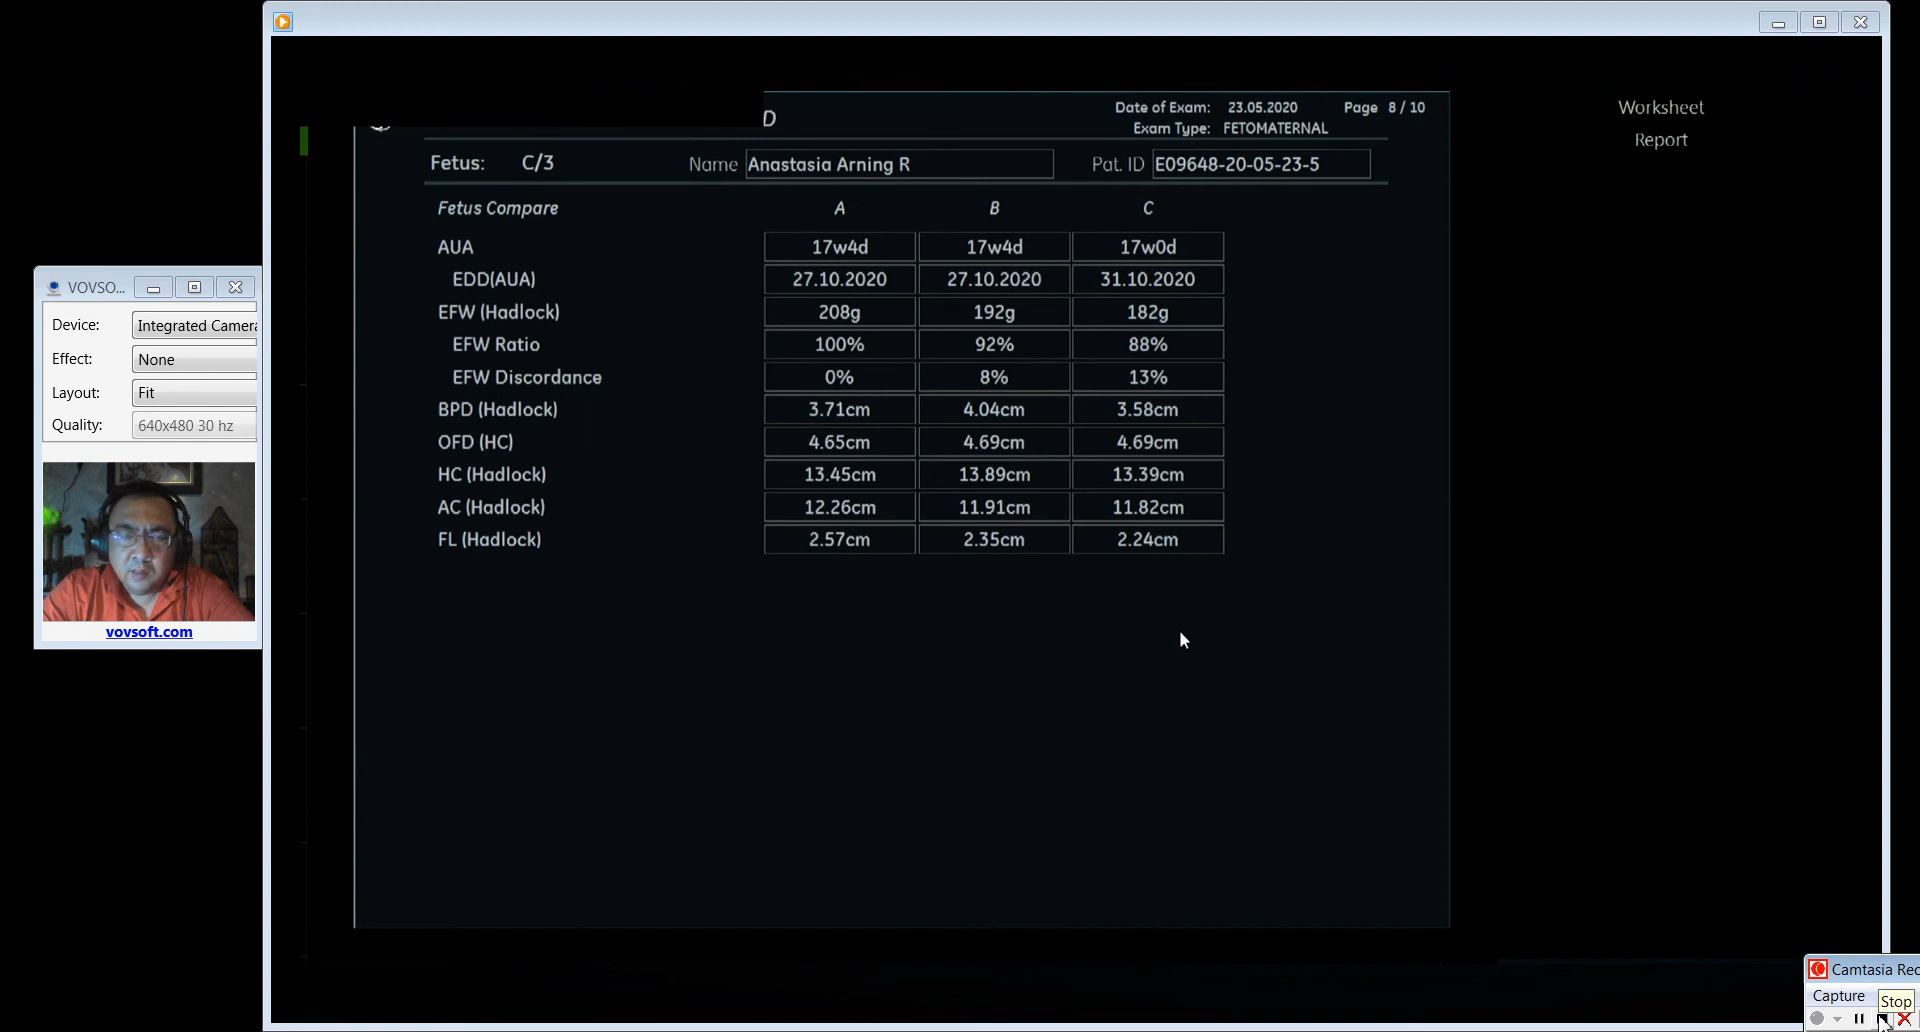 D
Date of Exam: 23.05.2020 Page 8 / 10
Exam Type: FETOMATERNAL
Worksheet
Report
Fetus: C/3 Name Anastasia Arning R Pat. ID E09648-20-05-23-5
Fetus Compare A B C
AUA 17w4d 17w4d 17w0d
EDD(AUA) 27.10.2020 27.10.2020 31.10.2020
EFW (Hadlock) 208g 192g 182g
EFW Ratio 100% 92% 88%
EFW Discordance 0% 8% 13%
BPD (Hadlock) 3.71cm 4.04cm 3.58cm
OFD (HC) 4.65cm 4.69cm 4.69cm
HC (Hadlock) 13.45cm 13.89cm 13.39cm
AC (Hadlock) 12.26cm 11.91cm 11.82cm
FL (Hadlock) 2.57cm 2.35cm 2.24cm
VOVSO...
Device: Integrated Camera
Effect: None
Layout: Fit
Quality: 640x480 30 hz
vovsoft.com
Camtasia Rec
Capture
Stop